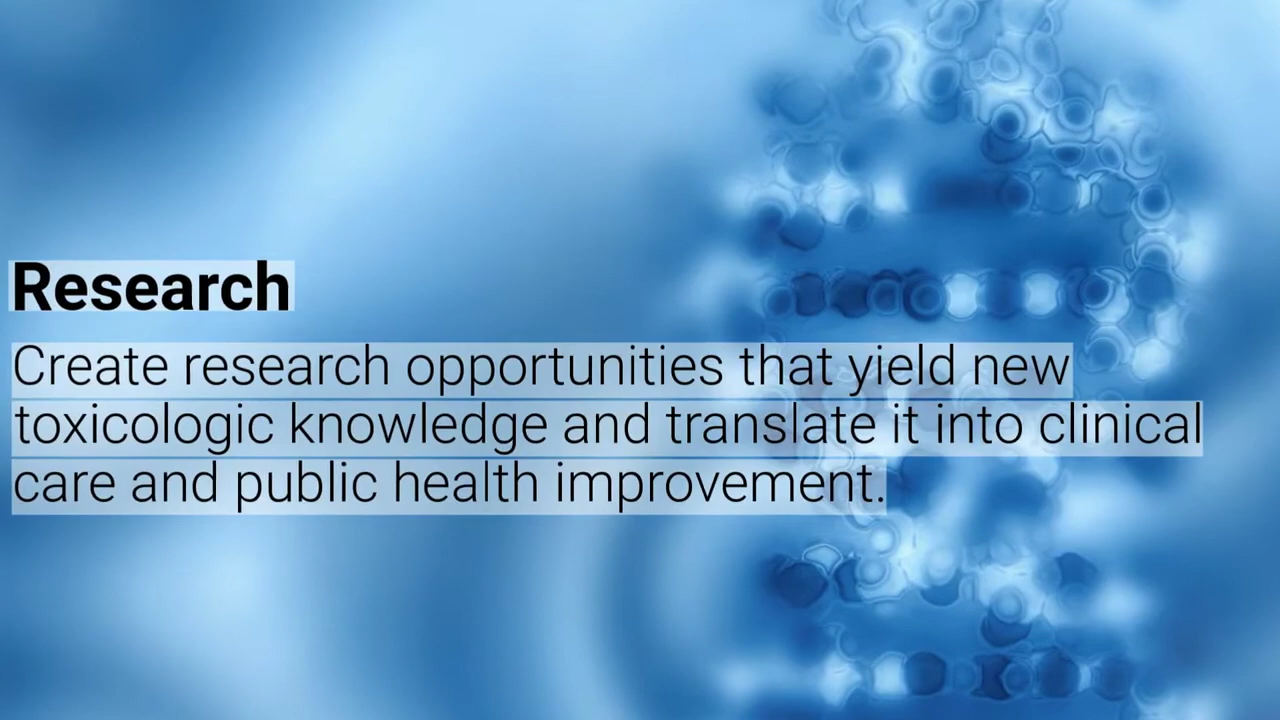 Research
Create research opportunities that yield new
toxicologic knowledge and translate it into clinical
care and public health improvement.